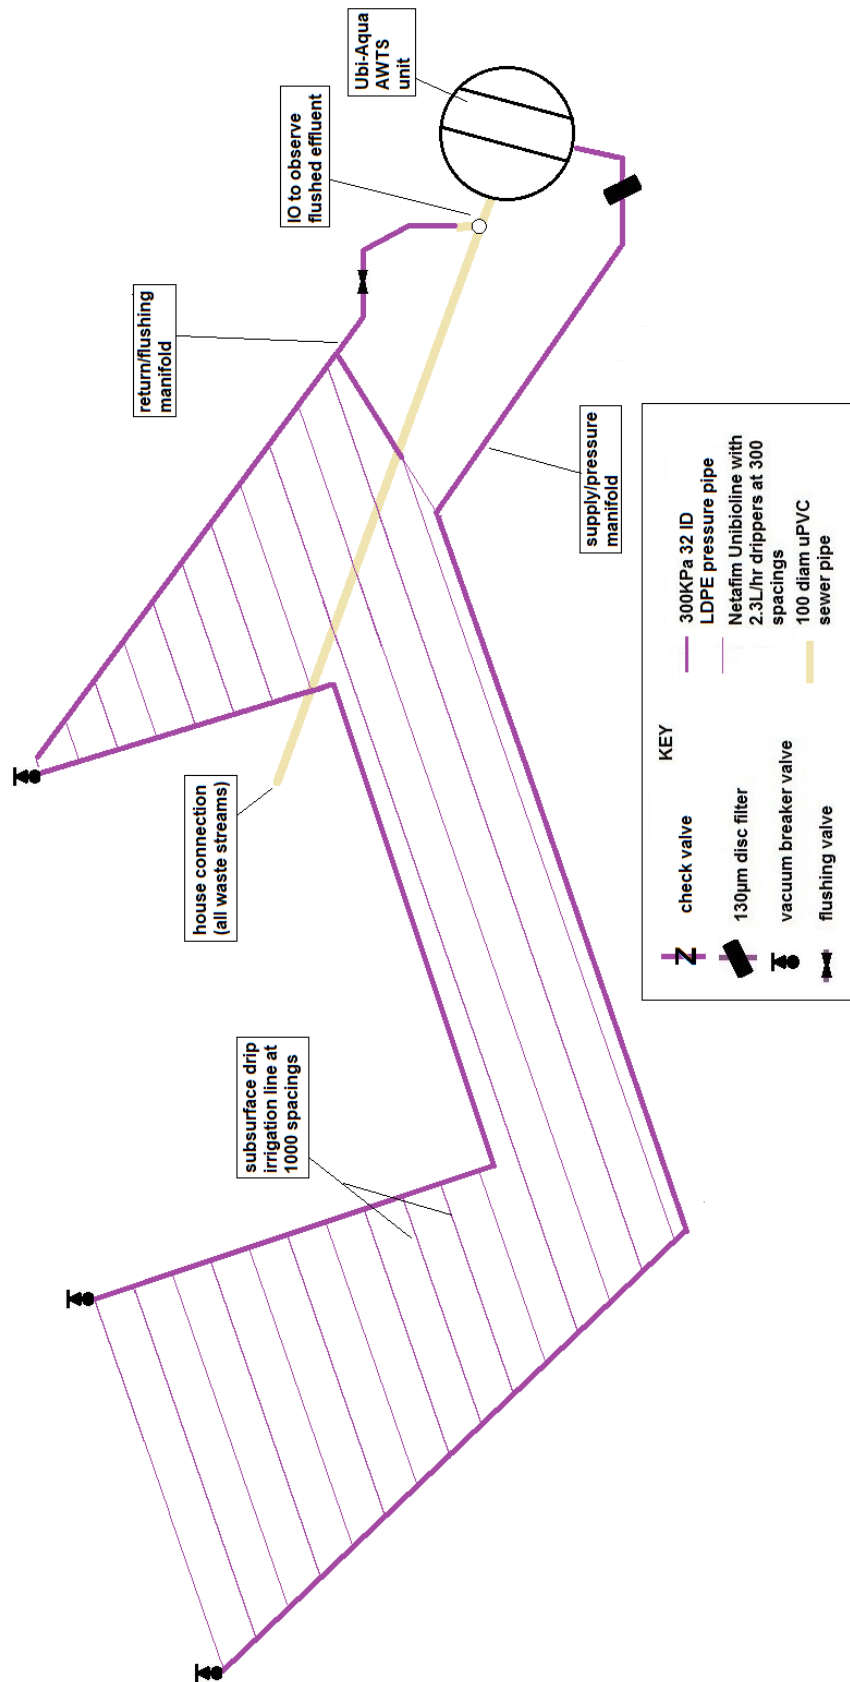 Ubi-Aqua
AWTS
unit
IO to observe
flushed effluent
return/flushing
manifold
supply/pressure
manifold
house connection
(all waste streams)
subsurface drip
irrigation line at
1000 spacings
KEY
check valve
130µm disc filter
vacuum breaker valve
flushing valve
300KPa 32 ID
LDPE pressure pipe
Netafim Unibioline with
2.3L/hr drippers at 300
spacings
100 diam uPVC
sewer pipe